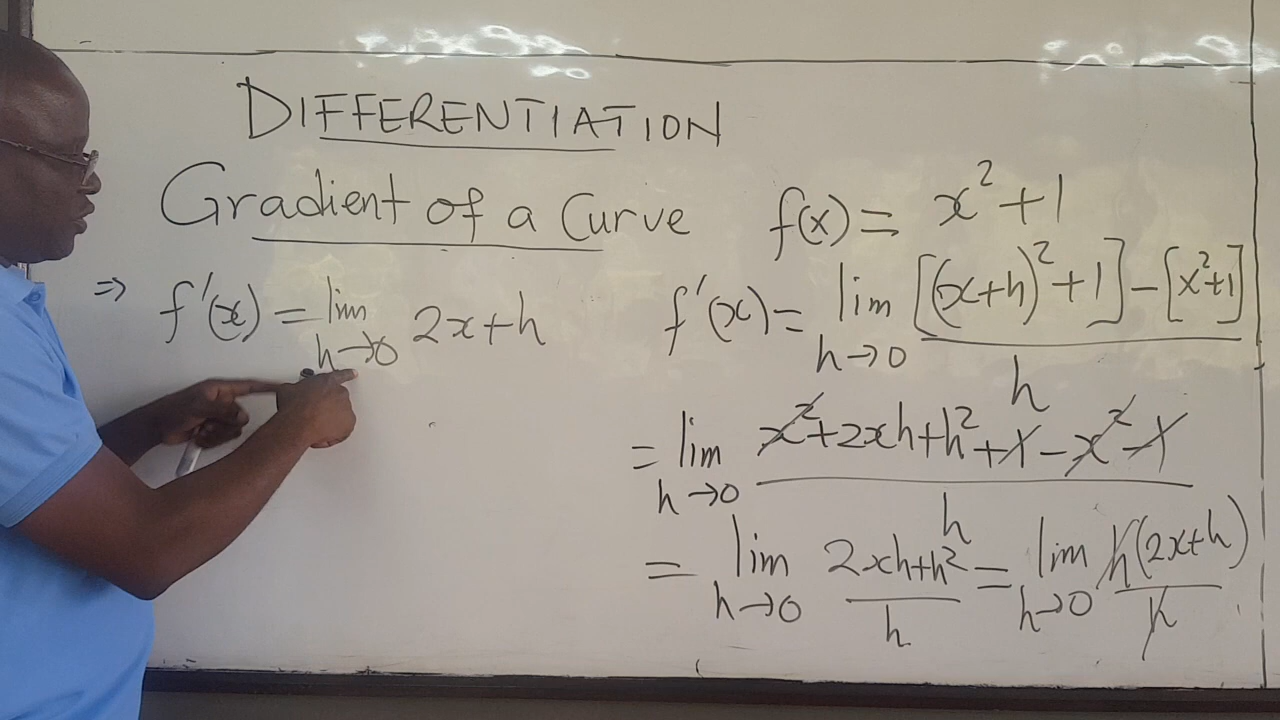 DIFFERENTIATION
Gradient of a Curve
⇒ f'(x) = lim h→0 2x+h
f(x) = x²+1
f'(x) = lim h→0 [(x+h)²+1] - [x²+1] / h
= lim h→0 x²+2xh+h²+1-x²-1 / h
= lim h→0 2xh+h² / h = lim h→0 h(2x+h) / h